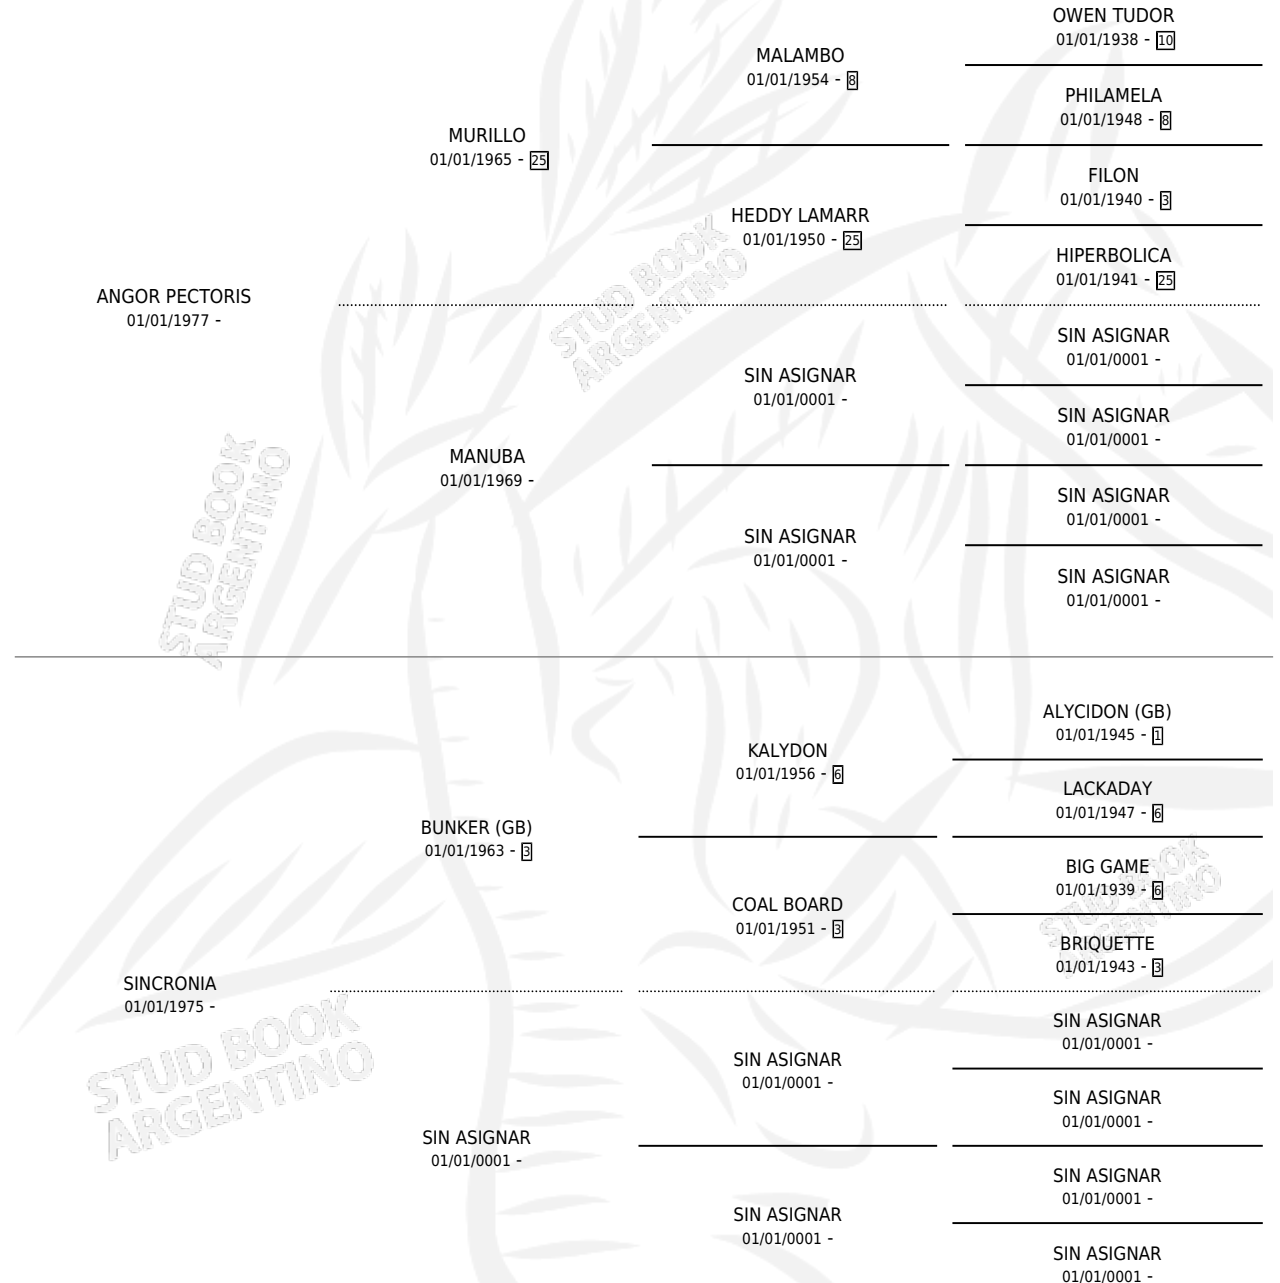 OWEN TUDOR
01/01/1938 - 10
MALAMBO
01/01/1954 - 8
PHILAMELA
01/01/1948 - 8
MURILLO
01/01/1965 - 25
FILON
01/01/1940 - 3
HEDDY LAMARR
01/01/1950 - 25
HIPERBOLICA
01/01/1941 - 25
ANGOR PECTORIS
01/01/1977 -
SIN ASIGNAR
01/01/0001 -
SIN ASIGNAR
01/01/0001 -
SIN ASIGNAR
01/01/0001 -
MANUBA
01/01/1969 -
SIN ASIGNAR
01/01/0001 -
SIN ASIGNAR
01/01/0001 -
SIN ASIGNAR
01/01/0001 -
STUD BOOK
ARGENTINO
STUD BOOK
ARGENTINO
ALYCIDON (GB)
01/01/1945 - 1
KALYDON
01/01/1956 - 6
LACKADAY
01/01/1947 - 6
BUNKER (GB)
01/01/1963 - 3
BIG GAME
01/01/1939 - 6
COAL BOARD
01/01/1951 - 3
BRIQUETTE
01/01/1943 - 3
SINCRONIA
01/01/1975 -
SIN ASIGNAR
01/01/0001 -
SIN ASIGNAR
01/01/0001 -
SIN ASIGNAR
01/01/0001 -
SIN ASIGNAR
01/01/0001 -
SIN ASIGNAR
01/01/0001 -
SIN ASIGNAR
01/01/0001 -
SIN ASIGNAR
01/01/0001 -
STUD BOOK
ARGENTINO
STUD BOOK
ARGENTINO